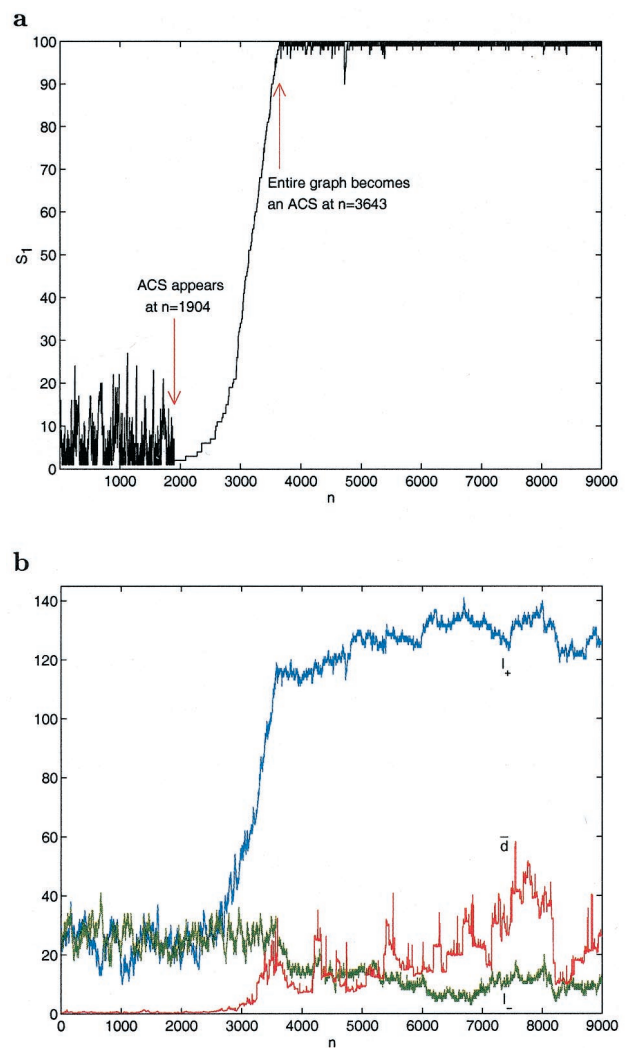 a
100
90
80
70
60
50
40
30
20
10
0
S1
Entire graph becomes
an ACS at n=3643
ACS appears
at n=1904
1000 2000 3000 4000 5000 6000 7000 8000 9000
n
b
140
120
100
80
60
40
20
0
l+
d̅
l-
0 1000 2000 3000 4000 5000 6000 7000 8000 9000
n